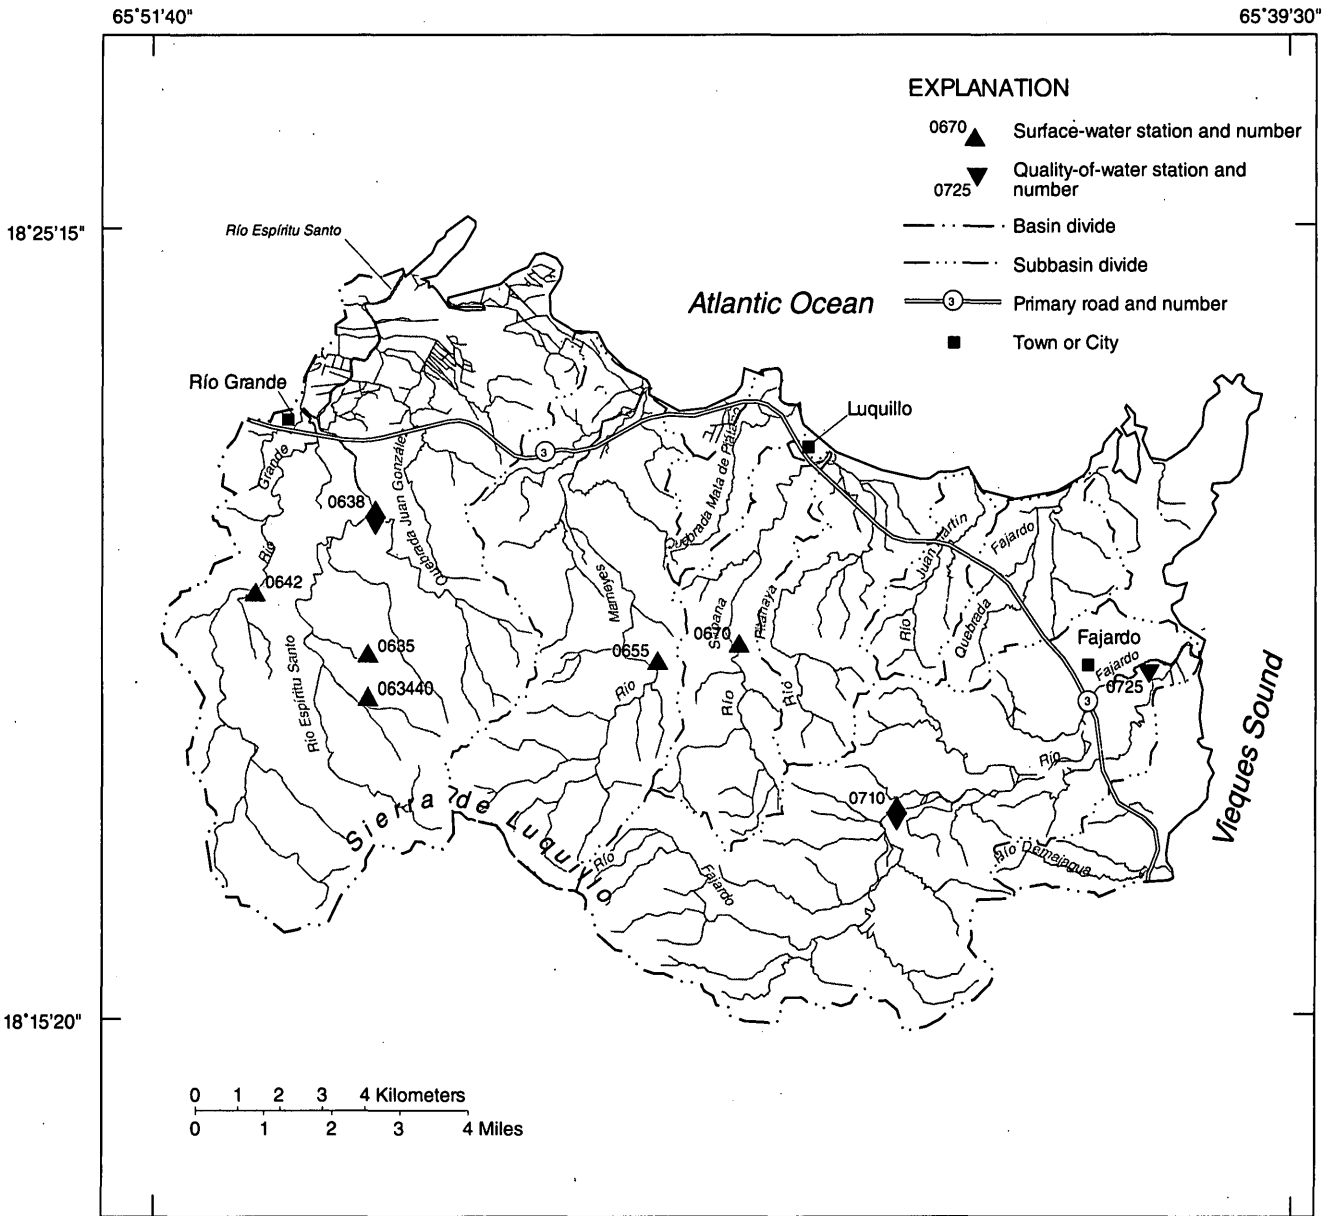 65°51'40"
65°39'30"
EXPLANATION
0670
Surface-water station and number
0725
Quality-of-water station and
number
Basin divide
Subbasin divide
3
Primary road and number
Town or City
18°25'15"
Río Espíritu Santo
Atlantic Ocean
Río Grande
Luquillo
3
Grande
Río
0638
Quebrada Juan González
Quebrada Mata de Plátano
0642
Mameyes
Río
0655
0635
063440
Río Espíritu Santo
0670
Sabana
Río
Pitahaya
Río
Juan Martín
Río
Fajardo
Quebrada
Fajardo
Fajardo
0725
3
Río
Vieques Sound
0710
Sierra de Luquillo
Río
Fajardo
Río Demajagua
18°15'20"
0 1 2 3 4 Kilometers
0 1 2 3 4 Miles